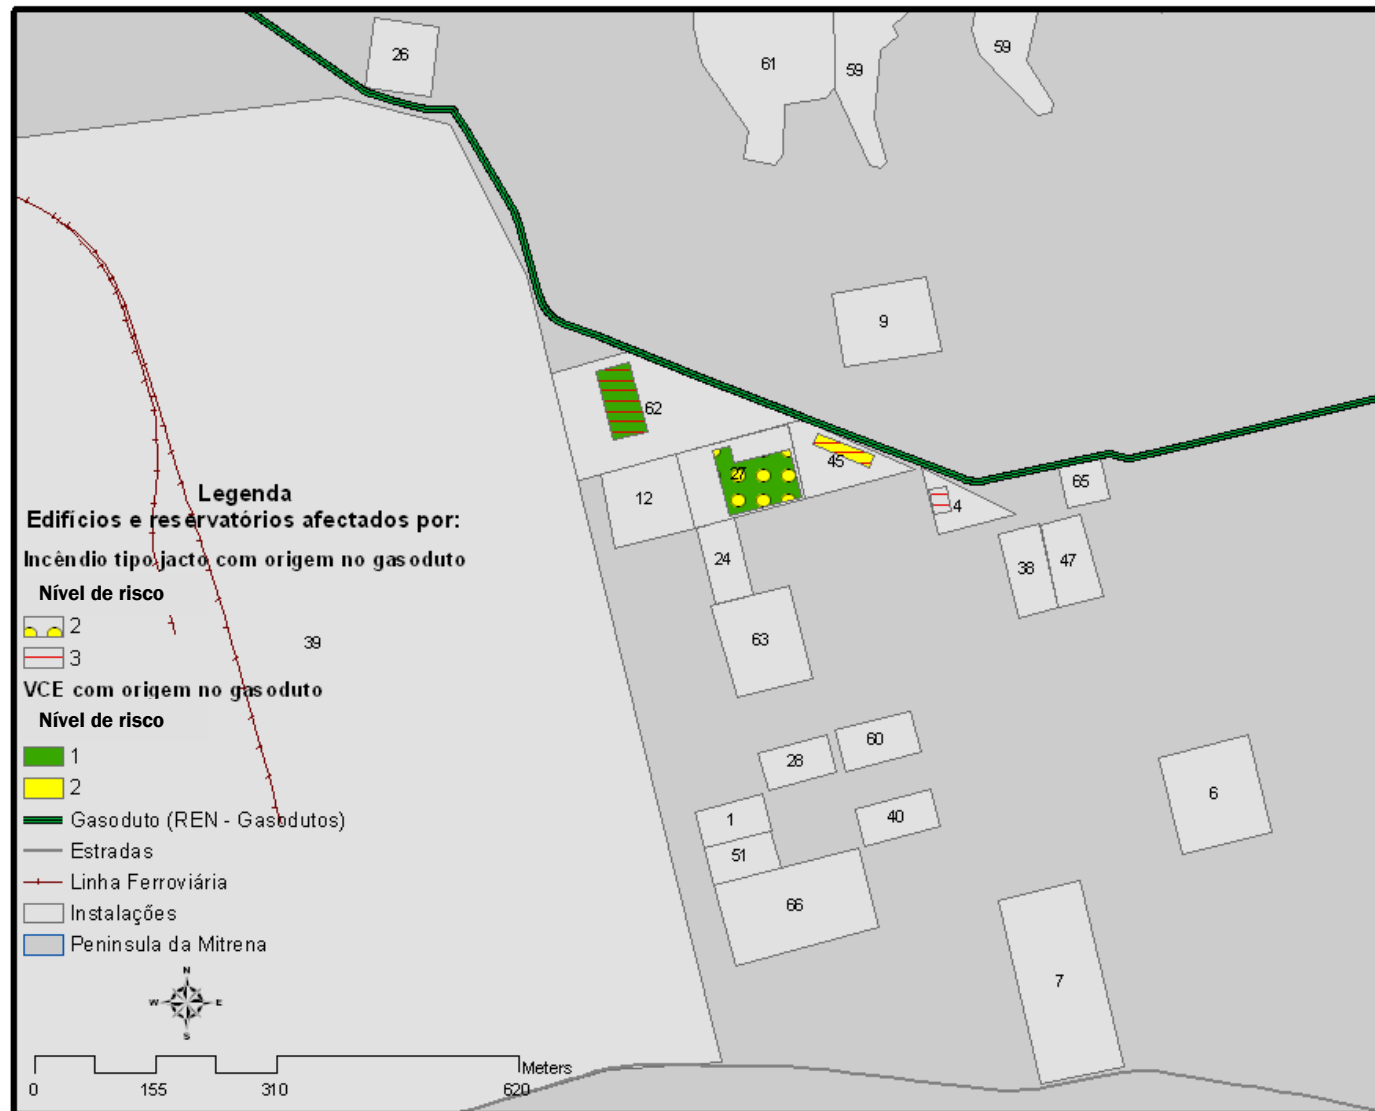 26
61
59
59
9
62
27
45
12
4
65
24
38
47
63
39
28
60
1
40
51
66
6
7
Legenda
Edifícios e reservatórios afectados por:
Incêndio tipo jacto com origem no gasoduto
Nível de risco
2
3
VCE com origem no gasoduto
Nível de risco
1
2
Gasoduto (REN - Gasodutos)
Estradas
Linha Ferroviária
Instalações
Peninsula da Mitrena
N
W E
S
Meters
0 155 310 620